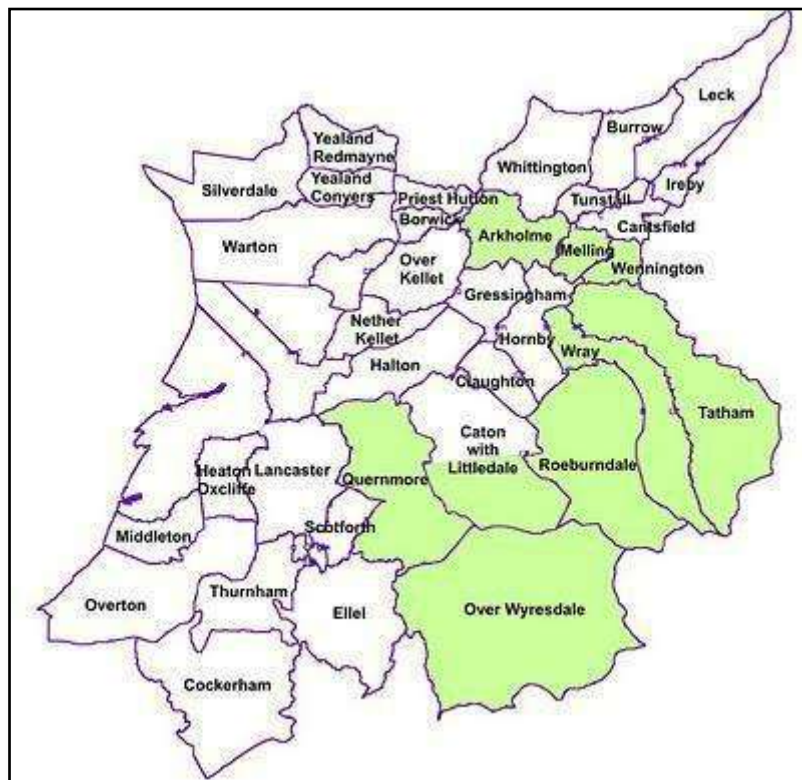 Leck
Burrow
Yealand
Redmayne
Whittington
Ireby
Silverdale
Yealand
Conyers
Priest Hutton
Tunstall
Borwick
Cantsfield
Arkholme
Warton
Melling
Over
Kellet
Wennington
Gressingham
Nether
Kellet
Hornby
Wray
Halton
Claughton
Tatham
Caton
with
Littledale
Roeburndale
Heaton
Oxcliffe
Lancaster
Quernmore
Scotforth
Middleton
Overton
Thurnham
Ellel
Over Wyresdale
Cockerham